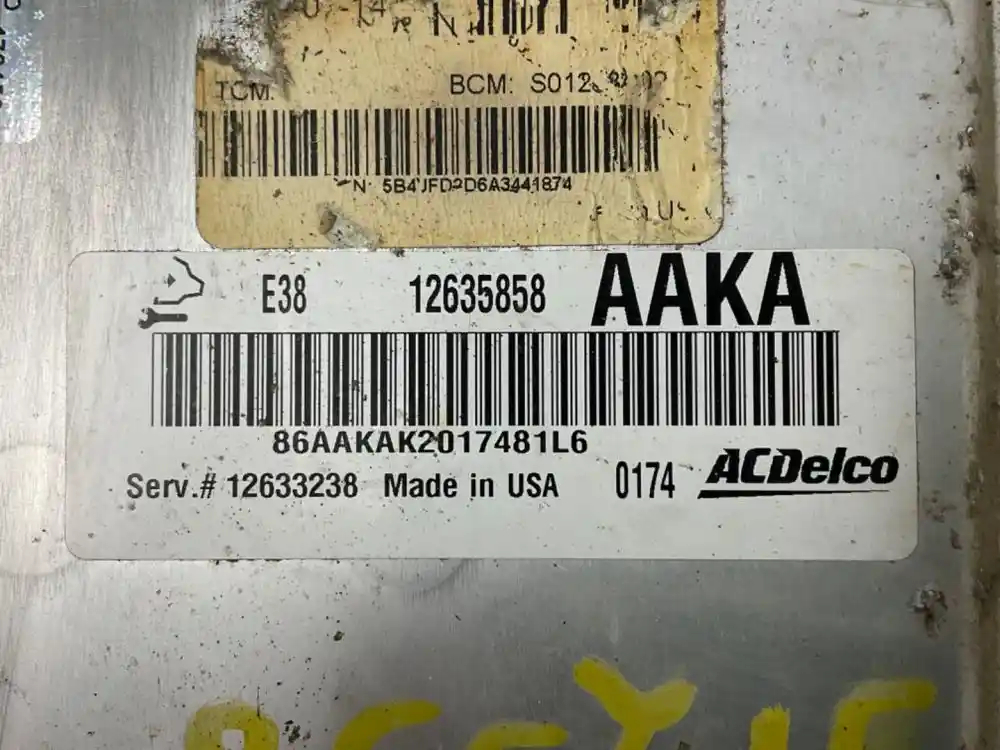 TCM: BCM:
E38 12635858 AAKA
86AAKAK2017481L6
Serv.# 12633238 Made in USA 0174 ACDelco